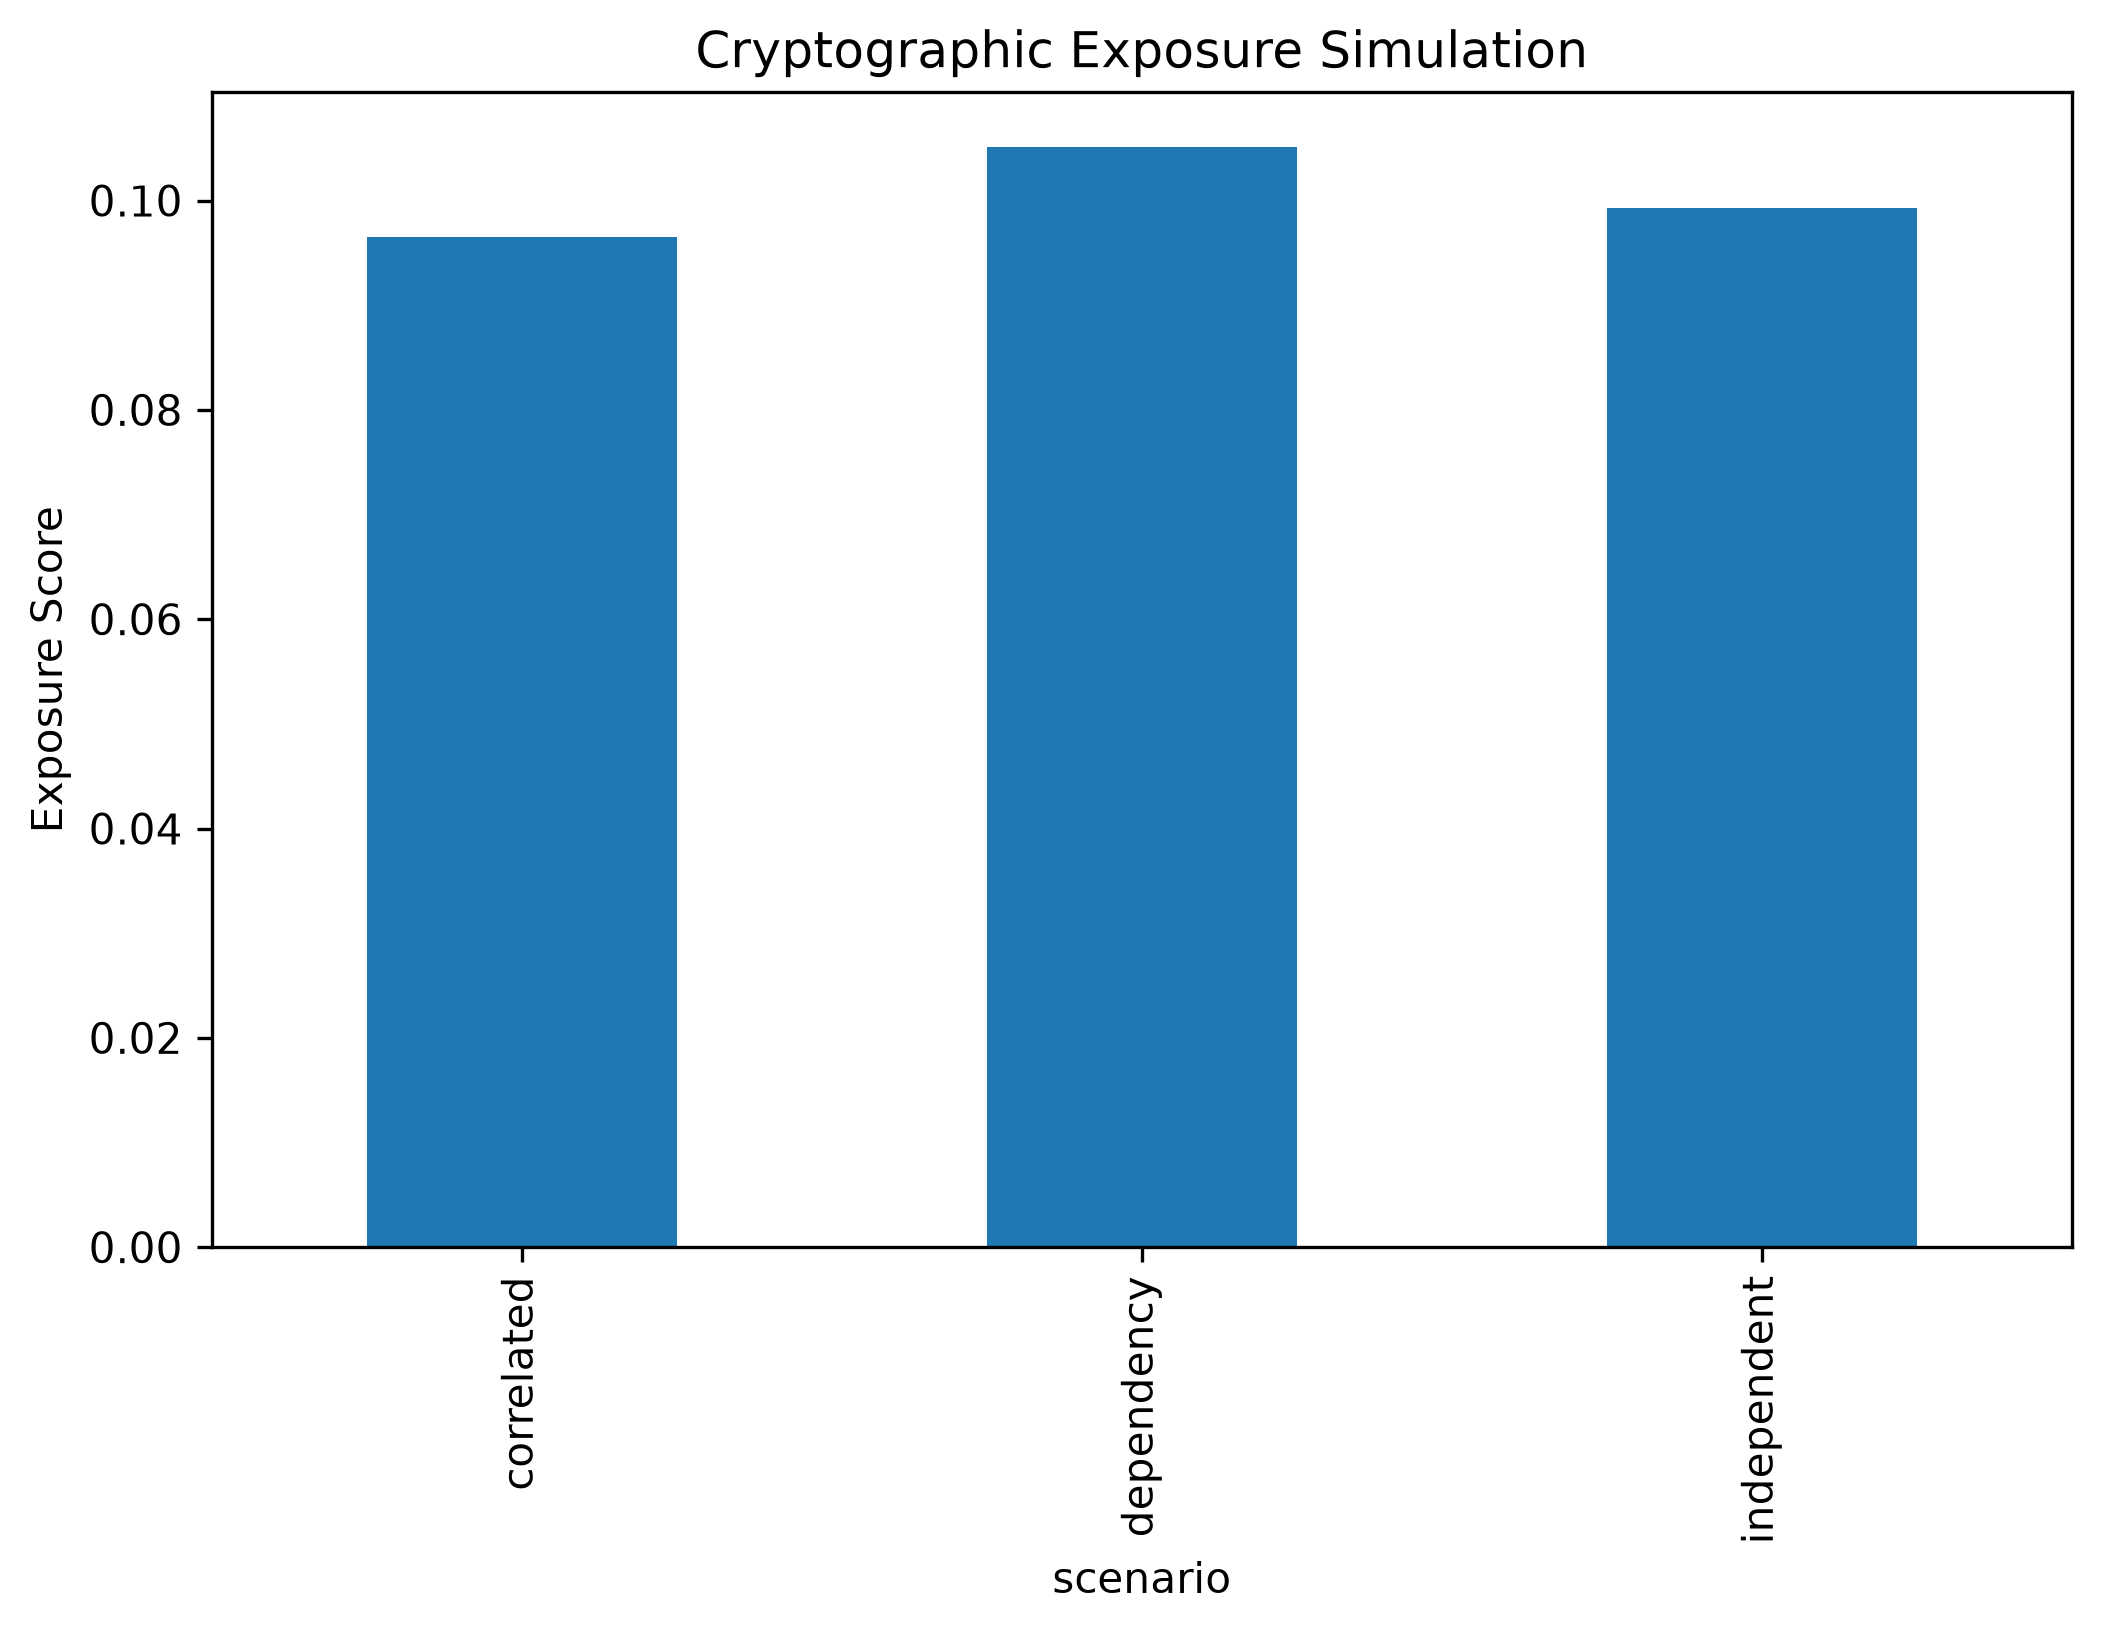 Cryptographic Exposure Simulation
Exposure Score
0.10
0.08
0.06
0.04
0.02
0.00
correlated
dependency
independent
scenario